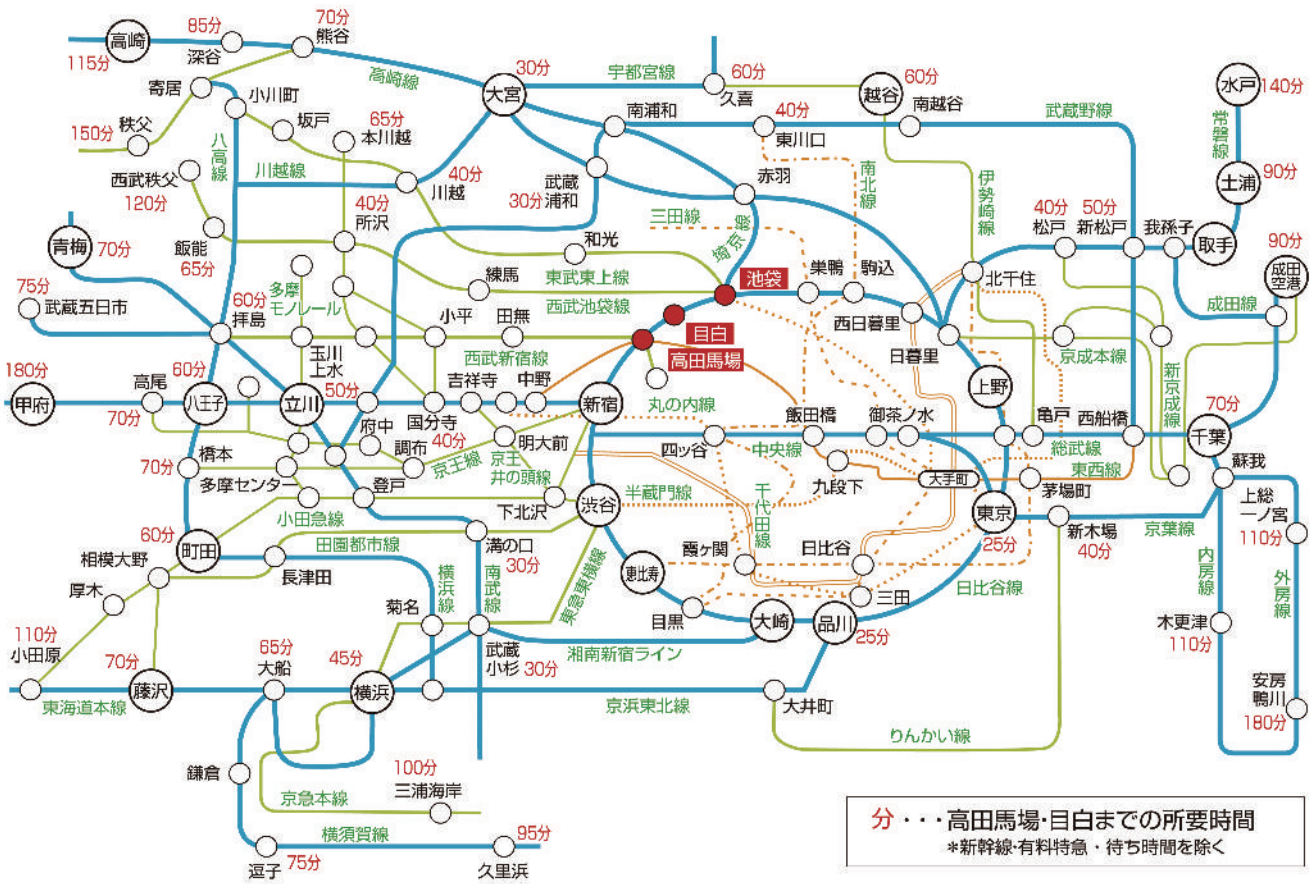 高崎
115分
85分
深谷
70分
熊谷
高崎線
30分
大宮
宇都宮線
60分
久喜
60分
越谷
南越谷
武蔵野線
水戸
140分
常磐線
寄居
小川町
150分
秩父
坂戸
65分
本川越
南浦和
40分
東川口
八高線
川越線
40分
川越
30分
武蔵
浦和
赤羽
南北線
伊勢崎線
土浦
90分
西武秩父
120分
40分
所沢
三田線
埼京線
40分
松戸
50分
新松戸
我孫子
取手
90分
成田
空港
青梅
70分
飯能
65分
和光
東武東上線
練馬
西武池袋線
池袋
巣鴨
駒込
北千住
成田線
75分
武蔵五日市
60分
拝島
多摩
モノレール
小平
田無
西武新宿線
目白
高田馬場
西日暮里
日暮里
京成本線
新京成線
玉川
上水
180分
甲府
高尾
70分
60分
八王子
立川
50分
吉祥寺
中野
新宿
丸の内線
飯田橋
御茶ノ水
上野
亀戸
西船橋
70分
千葉
府中
国分寺
40分
調布
京王線
明大前
京王
井の頭線
四ッ谷
中央線
総武線
東西線
蘇我
橋本
70分
多摩センター
登戸
下北沢
半蔵門線
渋谷
千代田線
九段下
大手町
茅場町
東京
25分
新木場
40分
京葉線
上総
一ノ宮
110分
小田急線
田園都市線
町田
60分
相模大野
長津田
溝の口
30分
東急東横線
恵比寿
霞ヶ関
日比谷
三田
日比谷線
内房線
外房線
厚木
横浜線
南武線
菊名
目黒
大崎
品川
25分
木更津
110分
110分
小田原
70分
藤沢
65分
大船
45分
横浜
武蔵
小杉
30分
湘南新宿ライン
東海道本線
京浜東北線
大井町
りんかい線
安房
鴨川
180分
鎌倉
京急本線
100分
三浦海岸
横須賀線
逗子
75分
95分
久里浜
分・・・高田馬場・目白までの所要時間
*新幹線・有料特急・待ち時間を除く